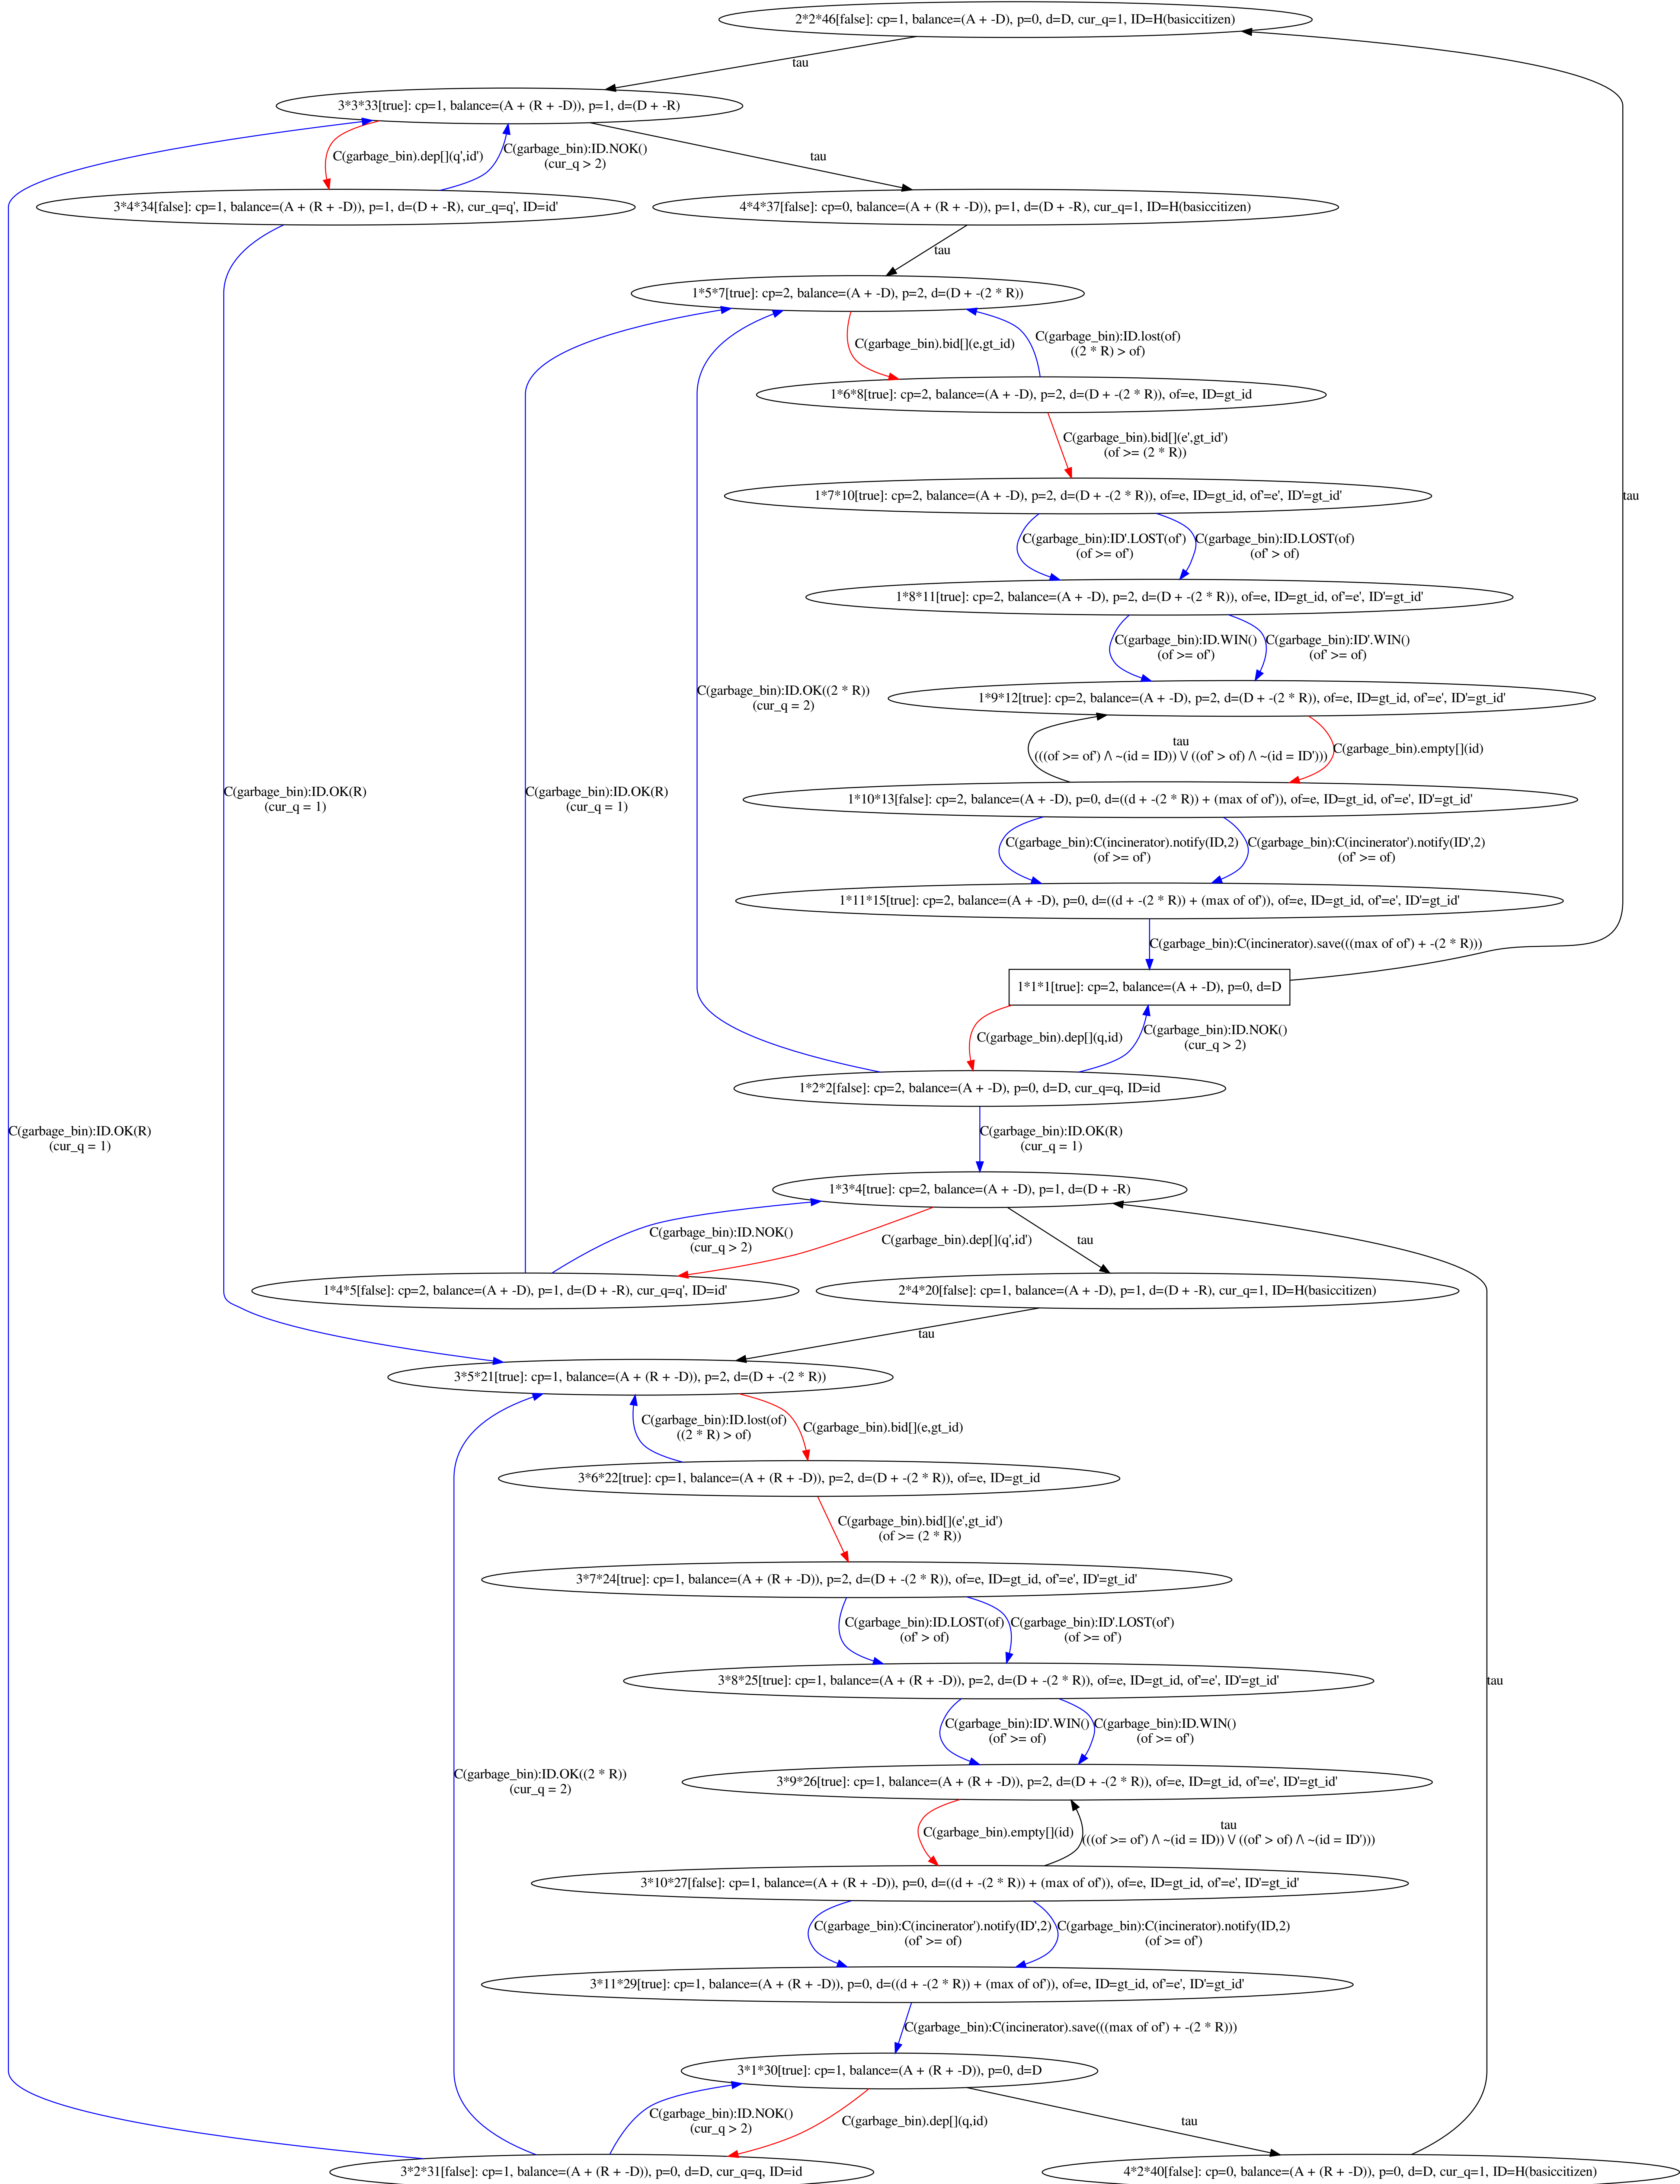 2*2*46[false]: cp=1, balance=(A + -D), p=0, d=D, cur_q=1, ID=H(basiccitizen)
tau
3*3*33[true]: cp=1, balance=(A + (R + -D)), p=1, d=(D + -R)
C(garbage_bin).dep[](q',id')
C(garbage_bin):ID.NOK()
(cur_q > 2)
tau
3*4*34[false]: cp=1, balance=(A + (R + -D)), p=1, d=(D + -R), cur_q=q', ID=id'
4*4*37[false]: cp=0, balance=(A + (R + -D)), p=1, d=(D + -R), cur_q=1, ID=H(basiccitizen)
tau
1*5*7[true]: cp=2, balance=(A + -D), p=2, d=(D + -(2 * R))
C(garbage_bin).bid[](e,gt_id)
C(garbage_bin):ID.lost(of)
((2 * R) > of)
1*6*8[true]: cp=2, balance=(A + -D), p=2, d=(D + -(2 * R)), of=e, ID=gt_id
C(garbage_bin).bid[](e',gt_id')
(of >= (2 * R))
tau
1*7*10[true]: cp=2, balance=(A + -D), p=2, d=(D + -(2 * R)), of=e, ID=gt_id, of'=e', ID'=gt_id'
C(garbage_bin):ID'.LOST(of')
(of >= of')
C(garbage_bin):ID.LOST(of)
(of' > of)
1*8*11[true]: cp=2, balance=(A + -D), p=2, d=(D + -(2 * R)), of=e, ID=gt_id, of'=e', ID'=gt_id'
C(garbage_bin):ID.WIN()
(of >= of')
C(garbage_bin):ID'.WIN()
(of' >= of)
C(garbage_bin):ID.OK((2 * R))
(cur_q = 2)
1*9*12[true]: cp=2, balance=(A + -D), p=2, d=(D + -(2 * R)), of=e, ID=gt_id, of'=e', ID'=gt_id'
tau
(((of >= of') /\ ~(id = ID)) \/ ((of' > of) /\ ~(id = ID')))
C(garbage_bin).empty[](id)
C(garbage_bin):ID.OK(R)
(cur_q = 1)
C(garbage_bin):ID.OK(R)
(cur_q = 1)
1*10*13[false]: cp=2, balance=(A + -D), p=0, d=((d + -(2 * R)) + (max of of')), of=e, ID=gt_id, of'=e', ID'=gt_id'
C(garbage_bin):C(incinerator).notify(ID,2)
(of >= of')
C(garbage_bin):C(incinerator').notify(ID',2)
(of' >= of)
1*11*15[true]: cp=2, balance=(A + -D), p=0, d=((d + -(2 * R)) + (max of of')), of=e, ID=gt_id, of'=e', ID'=gt_id'
C(garbage_bin):C(incinerator).save(((max of of') + -(2 * R)))
1*1*1[true]: cp=2, balance=(A + -D), p=0, d=D
C(garbage_bin).dep[](q,id)
C(garbage_bin):ID.NOK()
(cur_q > 2)
1*2*2[false]: cp=2, balance=(A + -D), p=0, d=D, cur_q=q, ID=id
C(garbage_bin):ID.OK(R)
(cur_q = 1)
C(garbage_bin):ID.OK(R)
(cur_q = 1)
1*3*4[true]: cp=2, balance=(A + -D), p=1, d=(D + -R)
C(garbage_bin):ID.NOK()
(cur_q > 2)
C(garbage_bin).dep[](q',id')
tau
1*4*5[false]: cp=2, balance=(A + -D), p=1, d=(D + -R), cur_q=q', ID=id'
2*4*20[false]: cp=1, balance=(A + -D), p=1, d=(D + -R), cur_q=1, ID=H(basiccitizen)
tau
3*5*21[true]: cp=1, balance=(A + (R + -D)), p=2, d=(D + -(2 * R))
C(garbage_bin):ID.lost(of)
((2 * R) > of)
C(garbage_bin).bid[](e,gt_id)
3*6*22[true]: cp=1, balance=(A + (R + -D)), p=2, d=(D + -(2 * R)), of=e, ID=gt_id
C(garbage_bin).bid[](e',gt_id')
(of >= (2 * R))
3*7*24[true]: cp=1, balance=(A + (R + -D)), p=2, d=(D + -(2 * R)), of=e, ID=gt_id, of'=e', ID'=gt_id'
C(garbage_bin):ID.LOST(of)
(of' > of)
C(garbage_bin):ID'.LOST(of')
(of >= of')
3*8*25[true]: cp=1, balance=(A + (R + -D)), p=2, d=(D + -(2 * R)), of=e, ID=gt_id, of'=e', ID'=gt_id'
tau
C(garbage_bin):ID'.WIN()
(of' >= of)
C(garbage_bin):ID.WIN()
(of >= of')
C(garbage_bin):ID.OK((2 * R))
(cur_q = 2)
3*9*26[true]: cp=1, balance=(A + (R + -D)), p=2, d=(D + -(2 * R)), of=e, ID=gt_id, of'=e', ID'=gt_id'
C(garbage_bin).empty[](id)
tau
(((of >= of') /\ ~(id = ID)) \/ ((of' > of) /\ ~(id = ID')))
3*10*27[false]: cp=1, balance=(A + (R + -D)), p=0, d=((d + -(2 * R)) + (max of of')), of=e, ID=gt_id, of'=e', ID'=gt_id'
C(garbage_bin):C(incinerator').notify(ID',2)
(of' >= of)
C(garbage_bin):C(incinerator).notify(ID,2)
(of >= of')
3*11*29[true]: cp=1, balance=(A + (R + -D)), p=0, d=((d + -(2 * R)) + (max of of')), of=e, ID=gt_id, of'=e', ID'=gt_id'
C(garbage_bin):C(incinerator).save(((max of of') + -(2 * R)))
3*1*30[true]: cp=1, balance=(A + (R + -D)), p=0, d=D
C(garbage_bin):ID.NOK()
(cur_q > 2)
C(garbage_bin).dep[](q,id)
tau
3*2*31[false]: cp=1, balance=(A + (R + -D)), p=0, d=D, cur_q=q, ID=id
4*2*40[false]: cp=0, balance=(A + (R + -D)), p=0, d=D, cur_q=1, ID=H(basiccitizen)